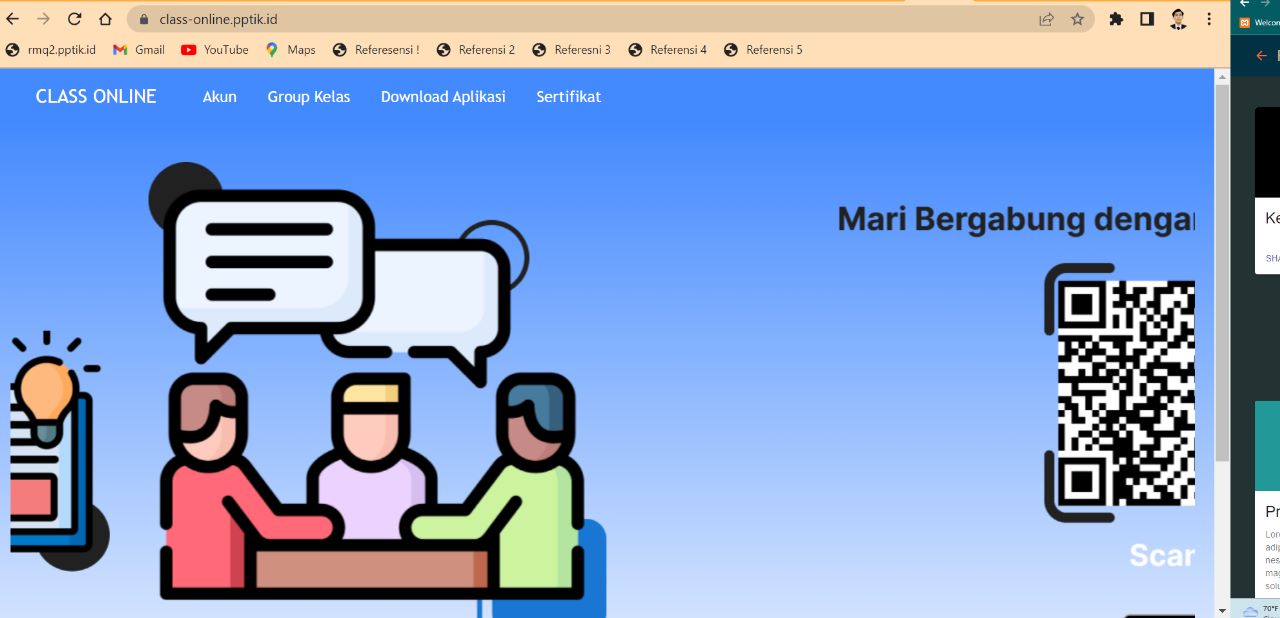 class-online.pptik.id
Welcom
rmq2.pptik.id Gmail YouTube Maps Referesensi ! Referensi 2 Referesni 3 Referensi 4 Referensi 5
CLASS ONLINE Akun Group Kelas Download Aplikasi Sertifikat
Mari Bergabung dengan
Ke
SHA
Scan
Pr
Lore
adip
nes
mag
solu
70°F